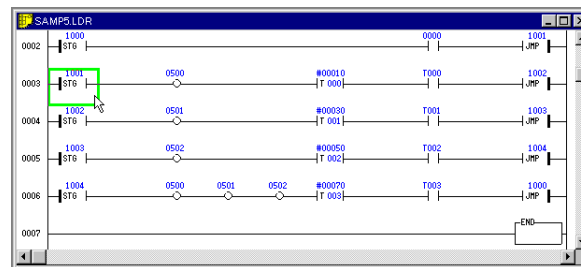 SAMP5.LDR
1000 0000 1001
0002 STG JMP
1001 0500 #00010 T000 1002
0003 STG T 000 JMP
1002 0501 #00030 T001 1003
0004 STG T 001 JMP
1003 0502 #00050 T002 1004
0005 STG T 002 JMP
1004 0500 0501 0502 #00070 T003 1000
0006 STG T 003 JMP
END
0007